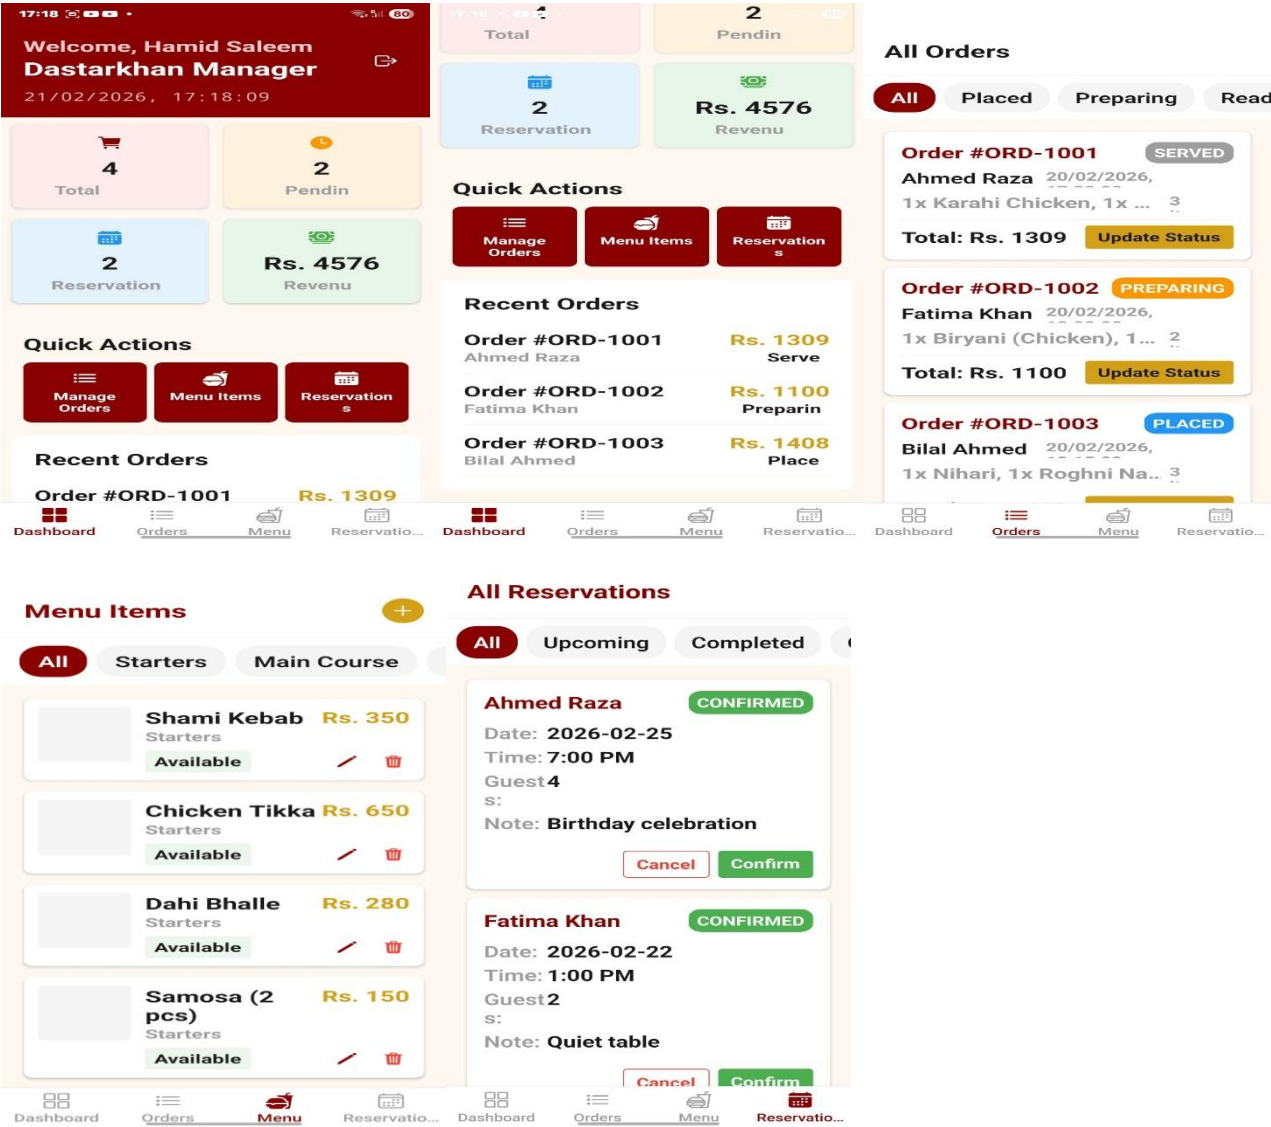 17:18
80
Welcome, Hamid Saleem
Dastarkhan Manager
21/02/2026, 17:18:09
4
Total
2
Pendin
2
Reservation
Rs. 4576
Revenu
Quick Actions
Manage
Orders
Menu Items
Reservation
s
Recent Orders
Order #ORD-1001
Rs. 1309
Dashboard
Orders
Menu
Reservatio...
Total
2
Pendin
2
Reservation
Rs. 4576
Revenu
Quick Actions
Manage
Orders
Menu Items
Reservation
s
Recent Orders
Order #ORD-1001
Rs. 1309
Ahmed Raza
Serve
Order #ORD-1002
Rs. 1100
Fatima Khan
Preparin
Order #ORD-1003
Rs. 1408
Bilal Ahmed
Place
Dashboard
Orders
Menu
Reservatio...
All Orders
All
Placed
Preparing
Read
Order #ORD-1001
SERVED
Ahmed Raza
20/02/2026,
1x Karahi Chicken, 1x ...
3
Total: Rs. 1309
Update Status
Order #ORD-1002
PREPARING
Fatima Khan
20/02/2026,
1x Biryani (Chicken), 1...
2
Total: Rs. 1100
Update Status
Order #ORD-1003
PLACED
Bilal Ahmed
20/02/2026,
1x Nihari, 1x Roghni Na...
3
Dashboard
Orders
Menu
Reservatio...
Menu Items
All
Starters
Main Course
Shami Kebab
Rs. 350
Starters
Available
Chicken Tikka
Rs. 650
Starters
Available
Dahi Bhalle
Rs. 280
Starters
Available
Samosa (2
pcs)
Rs. 150
Starters
Available
Dashboard
Orders
Menu
Reservatio...
All Reservations
All
Upcoming
Completed
Ahmed Raza
CONFIRMED
Date: 2026-02-25
Time: 7:00 PM
Guest 4
s:
Note: Birthday celebration
Cancel
Confirm
Fatima Khan
CONFIRMED
Date: 2026-02-22
Time: 1:00 PM
Guest 2
s:
Note: Quiet table
Cancel
Confirm
Dashboard
Orders
Menu
Reservatio...